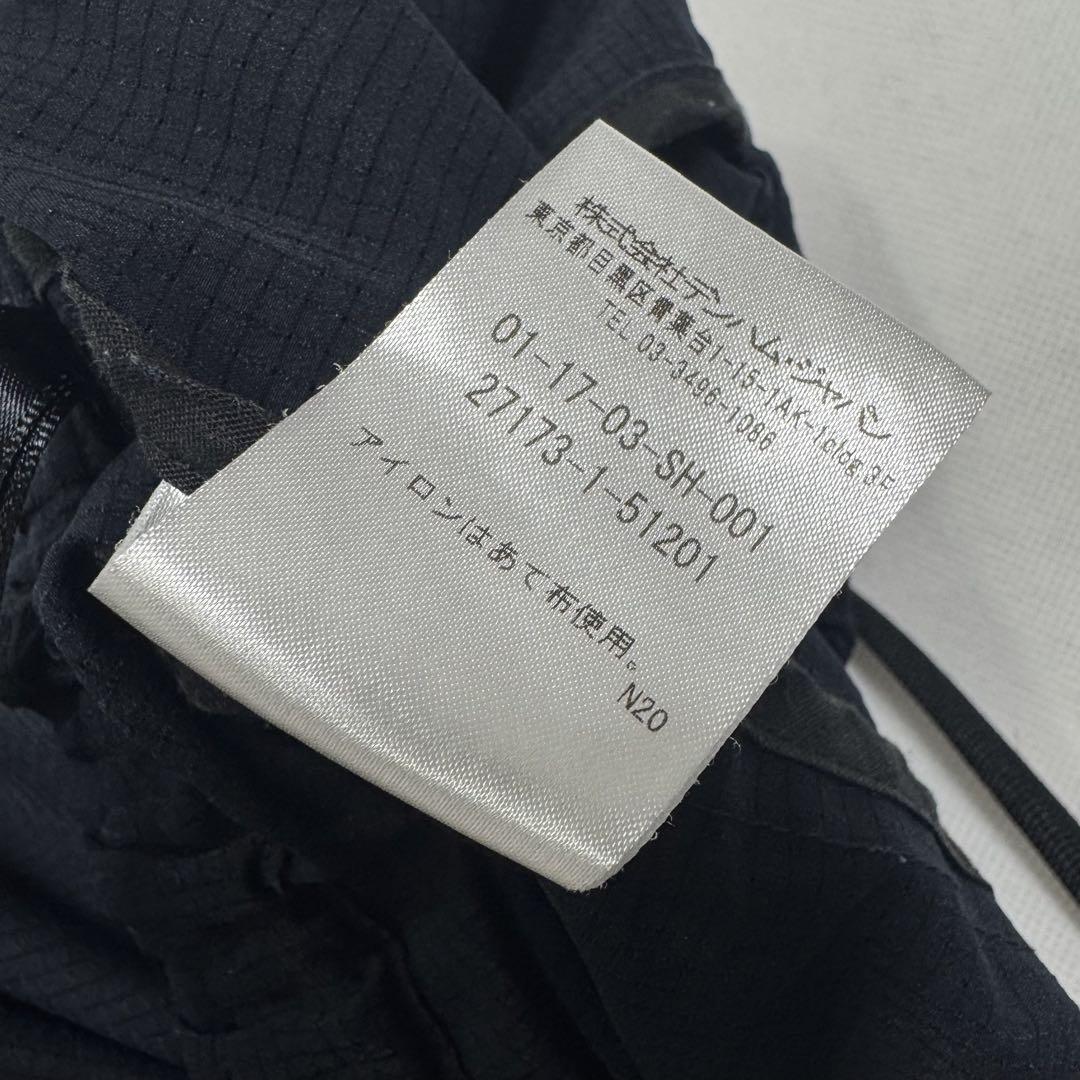 株式会社デンハム・ジャパン
東京都目黒区青葉台1-15-1AK-1bldg.3F
TEL 03-3496-1086
01-17-03-SH-001
27173-1-51201
アイロンはあて布使用。
N20